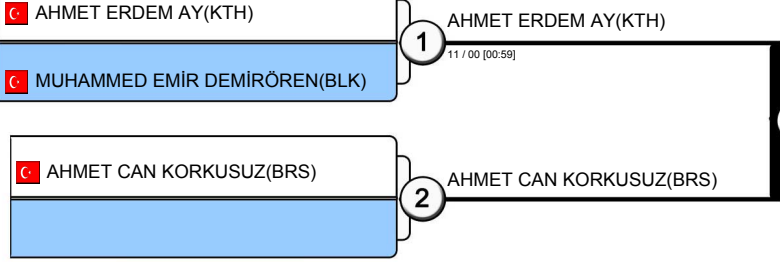 AHMET ERDEM AY(KTH)
MUHAMMED EMİR DEMİRÖREN(BLK)
1
AHMET ERDEM AY(KTH)
11 / 00 [00:59]
AHMET CAN KORKUSUZ(BRS)
2
AHMET CAN KORKUSUZ(BRS)